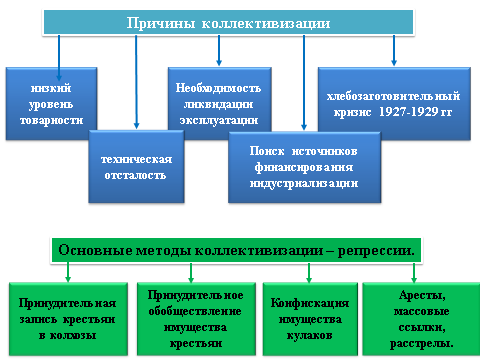 Причины коллективизации
низкий
уровень
товарности
Необходимость
ликвидации
эксплуатации
хлебозаготовительный
кризис 1927-1929 гг
техническая
отсталость
Поиск источников
финансирования
индустриализации
Основные методы коллективизации – репрессии.
Принудительная
запись крестьян
в колхозы
Принудительное
обобществление
имущества
крестьян
Конфискация
имущества
кулаков
Аресты,
массовые
ссылки,
расстрелы.